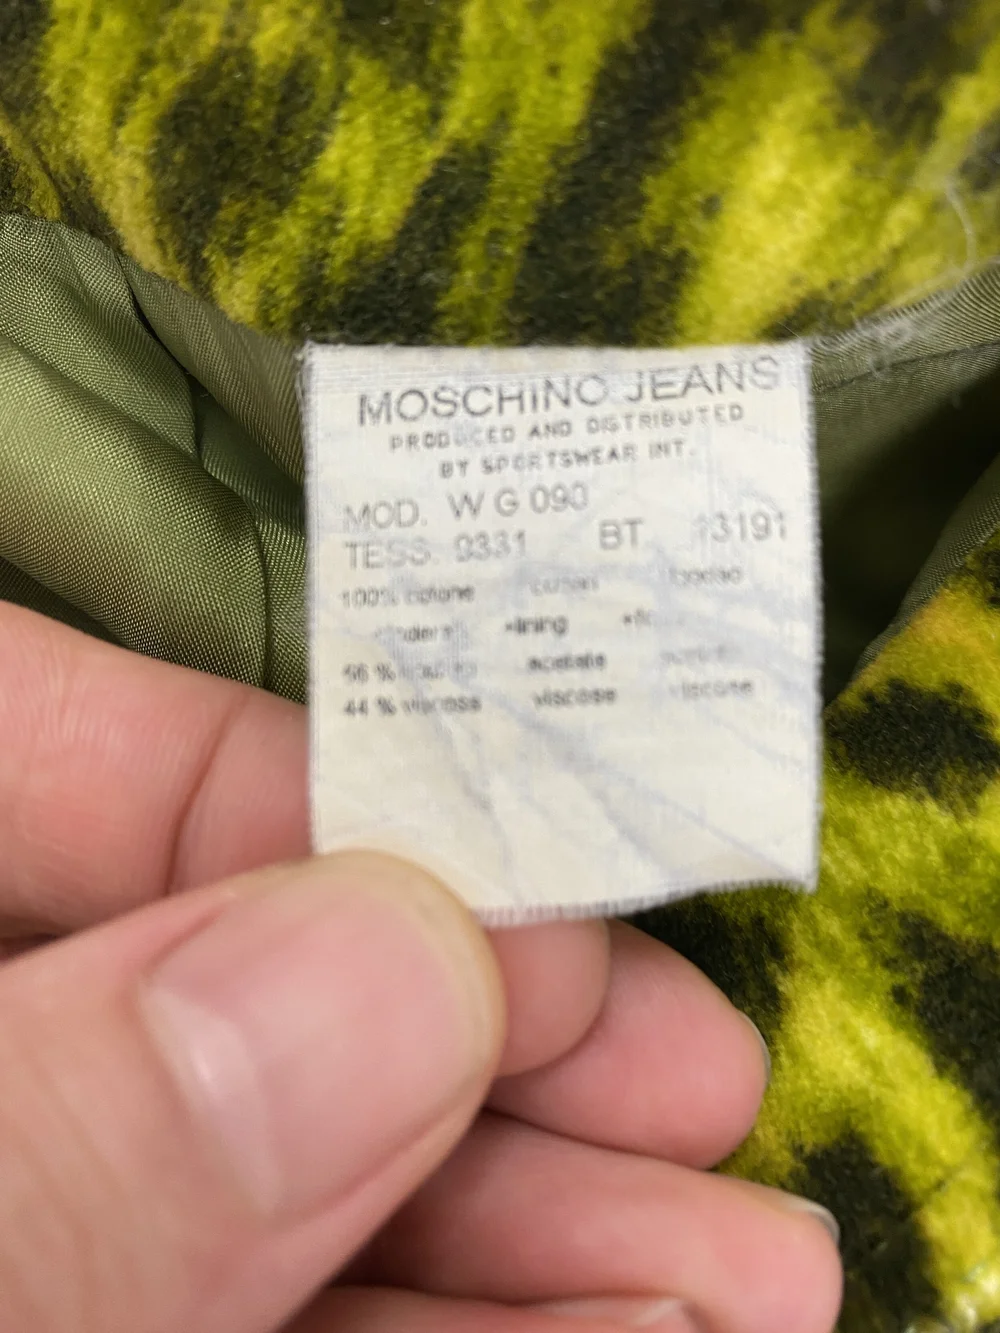 MOSCHINO JEANS
PRODUCED AND DISTRIBUTED
BY SPORTSWEAR INT.
MOD. WG 090
TESS. 9331 BT 13191
100% cotone cotton
•lining
56 % acetate
44 % viscosa viscose viscose